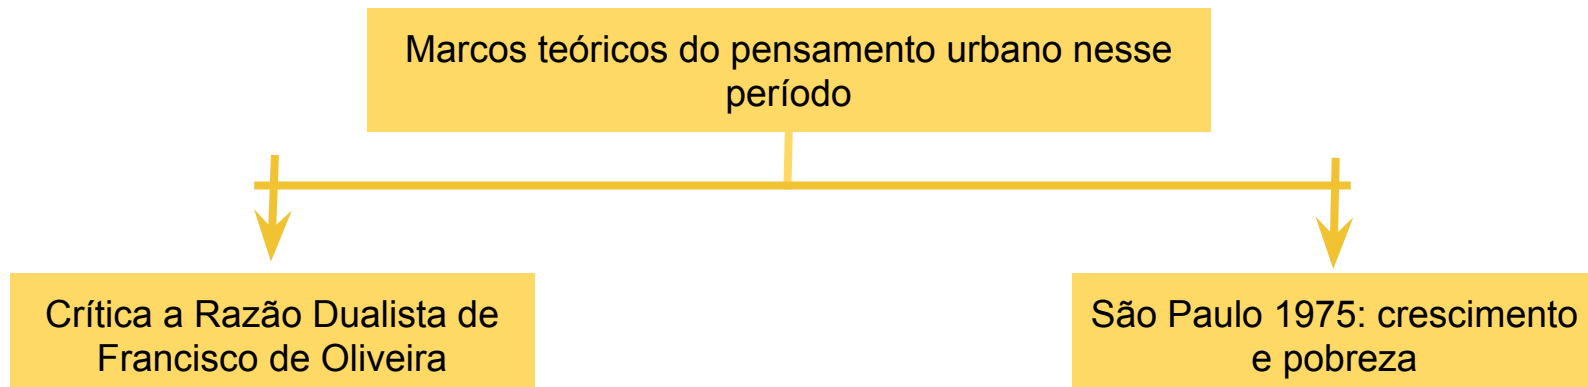 Marcos teóricos do pensamento urbano nesse
período
Crítica a Razão Dualista de
Francisco de Oliveira
São Paulo 1975: crescimento
e pobreza